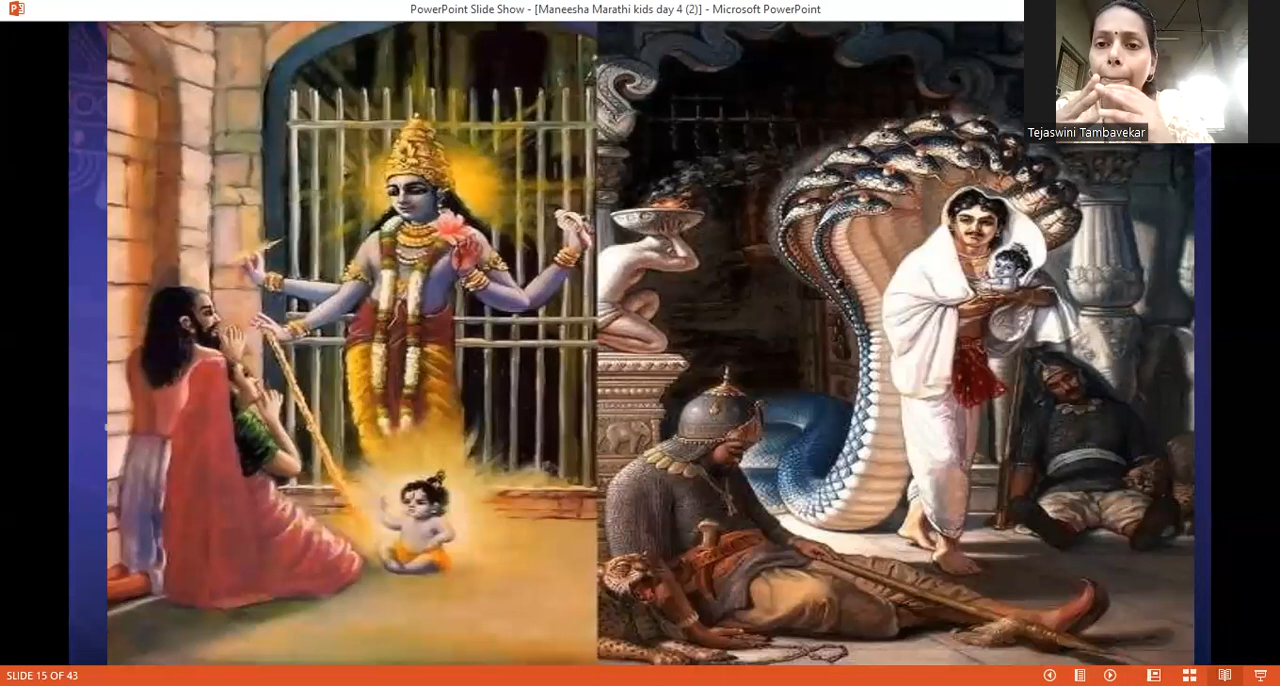 PowerPoint Slide Show - [Maneesha Marathi kids day 4 (2)] - Microsoft PowerPoint
Tejaswini Tambavekar
SLIDE 15 OF 43